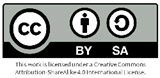 cc
BY SA
This work is licensed under a Creative Commons
Attribution-ShareAlike 4.0 International License.